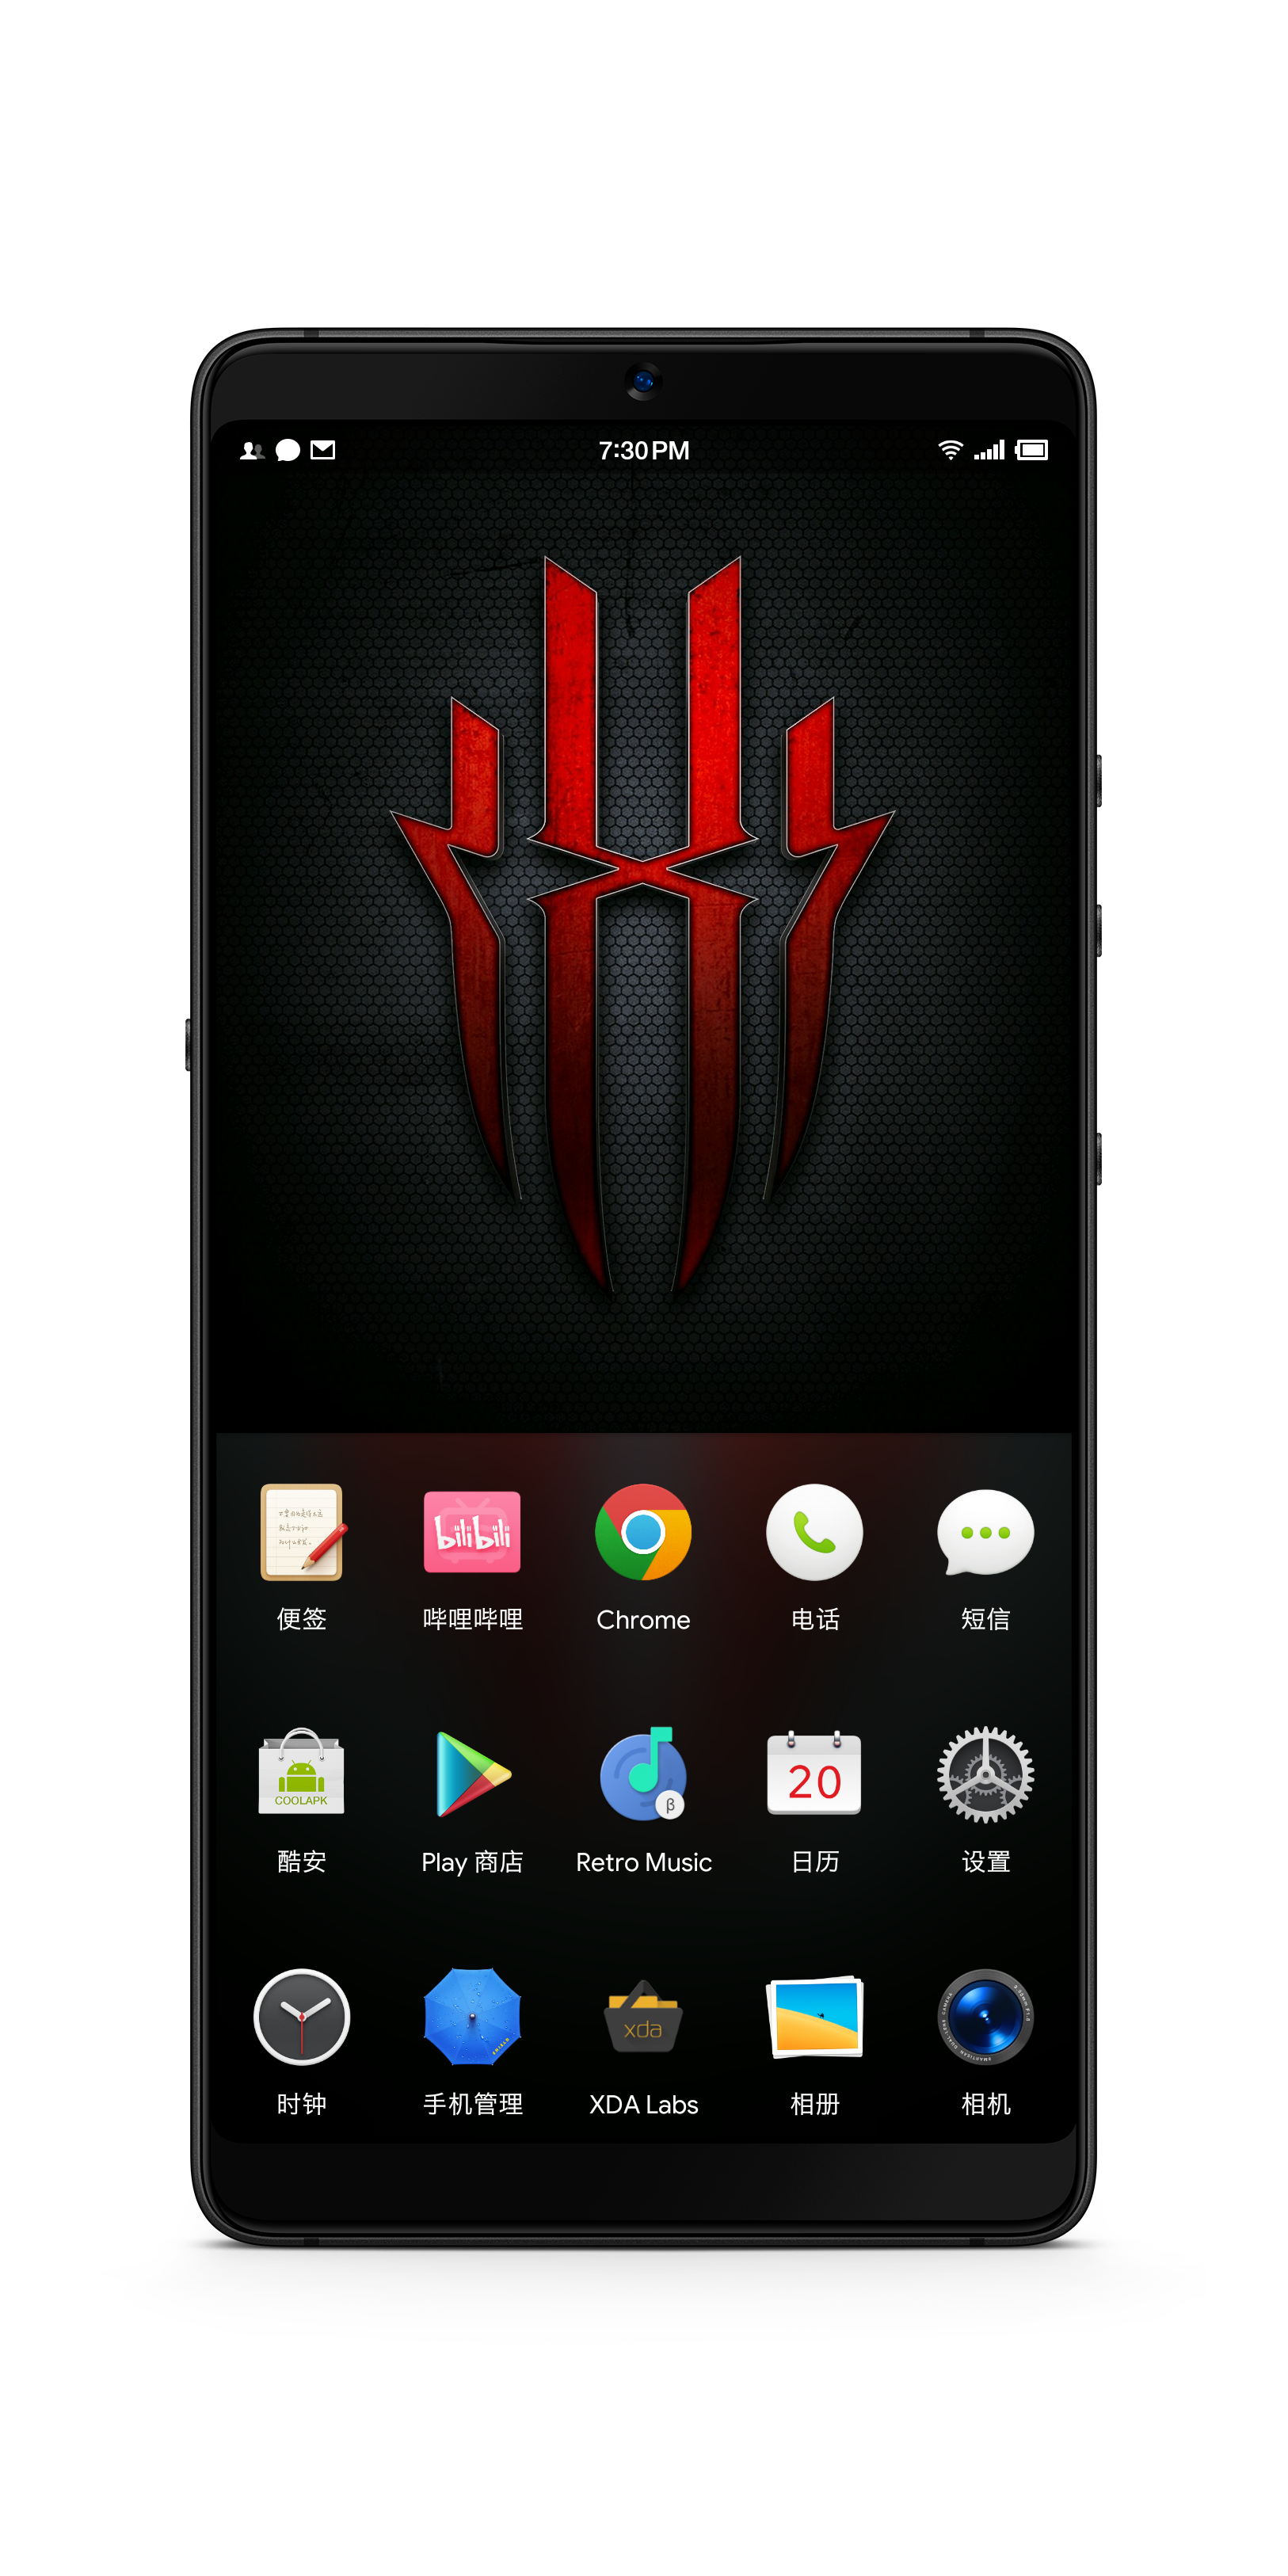 7:30 PM
bilibili
便签
哔哩哔哩
Chrome
电话
短信
COOLAPK
β
20
酷安
Play 商店
Retro Music
日历
设置
xda
时钟
手机管理
XDA Labs
相册
相机